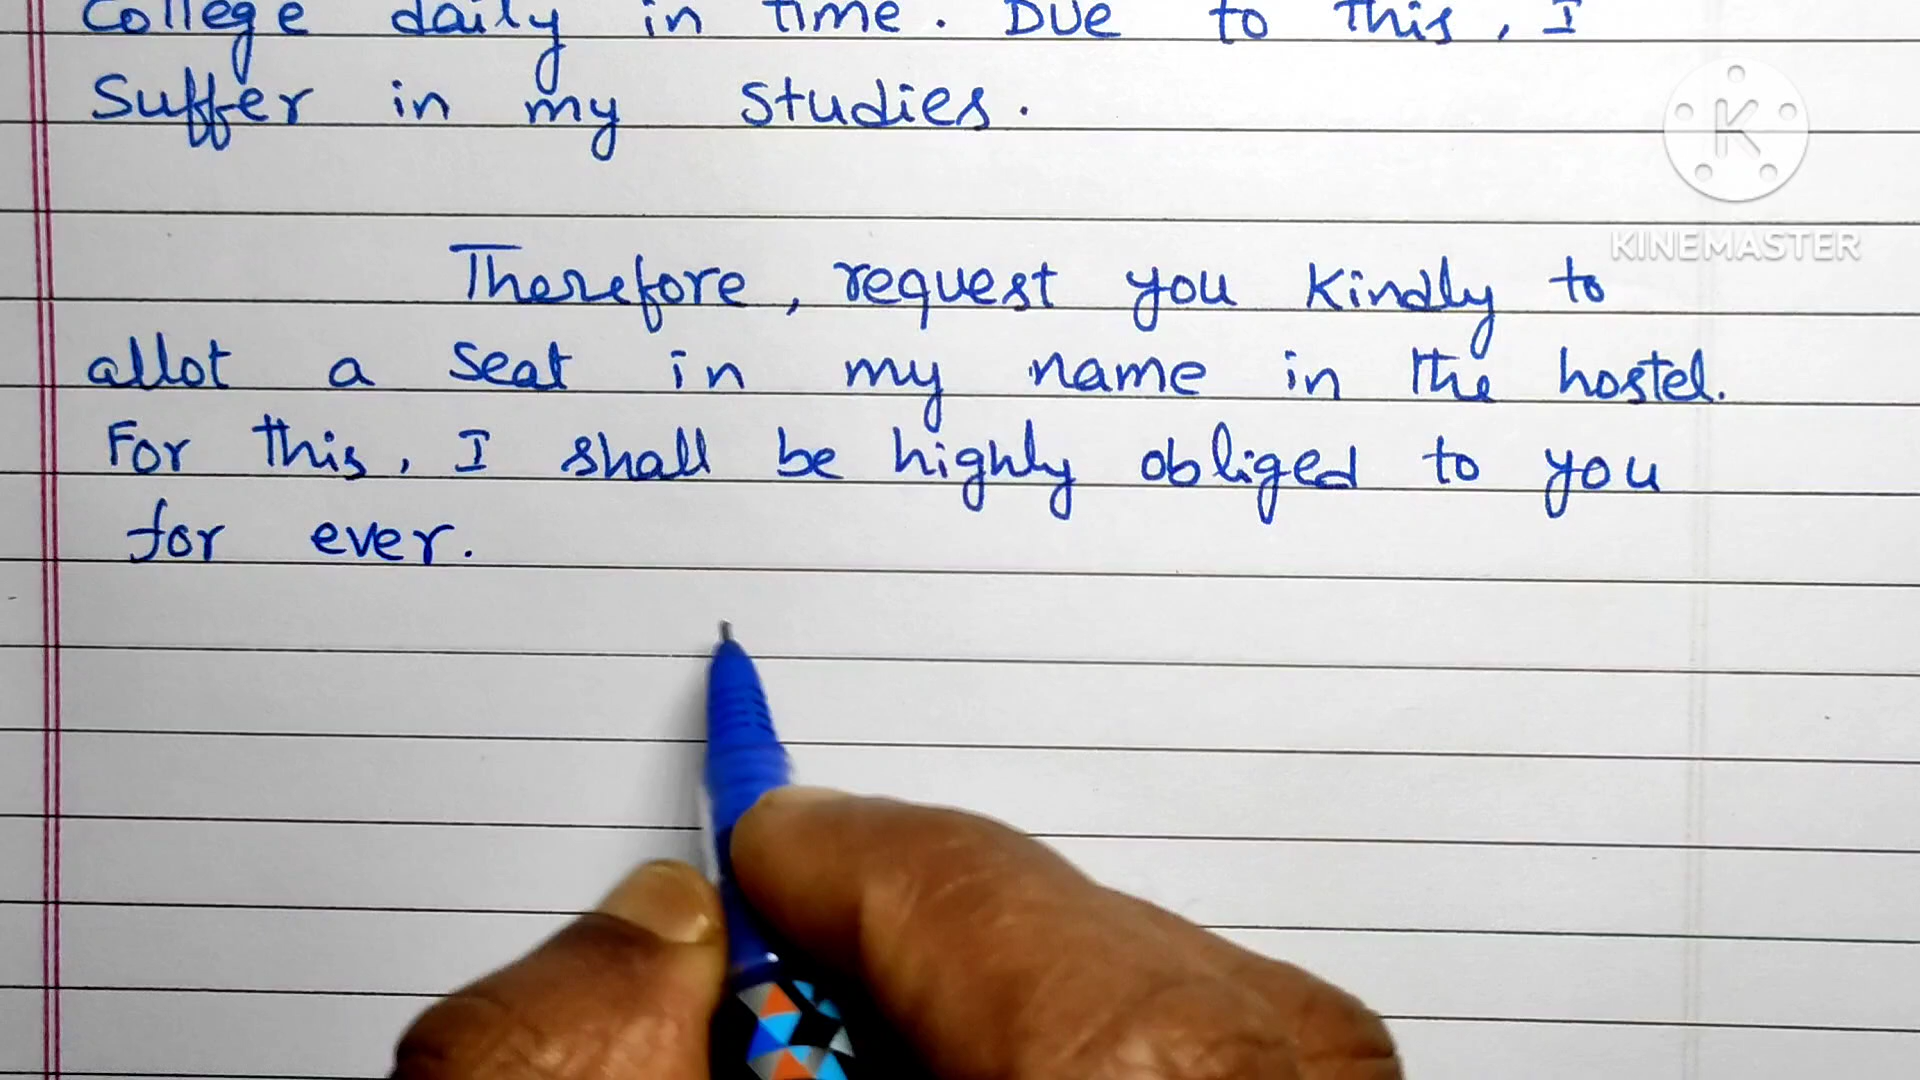 College daily in time. Due to this, I
Suffer in my studies.
Therefore, request you kindly to
allot a seat in my name in the hostel.
For this, I shall be highly obliged to you
for ever.
K
KINEMASTER